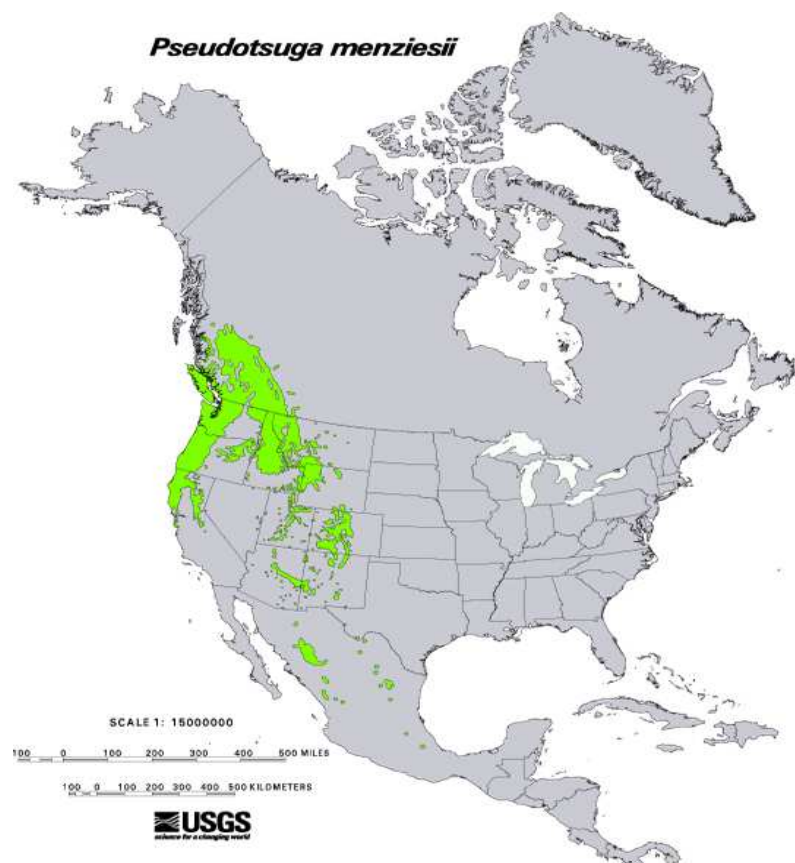 Pseudotsuga menziesii
SCALE 1: 15000000
100 0 100 200 300 400 500 MILES
100 0 100 200 300 400 500 KILOMETERS
USGS
science for a changing world